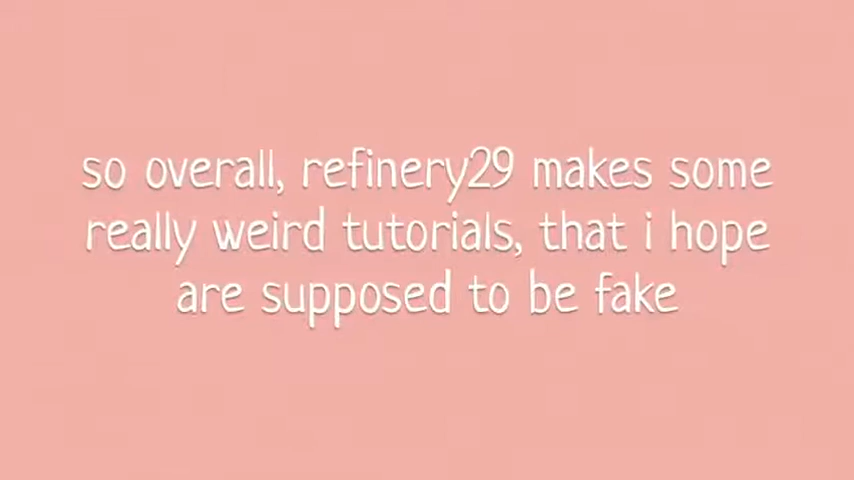 so overall, refinery29 makes some
really weird tutorials, that i hope
are supposed to be fake